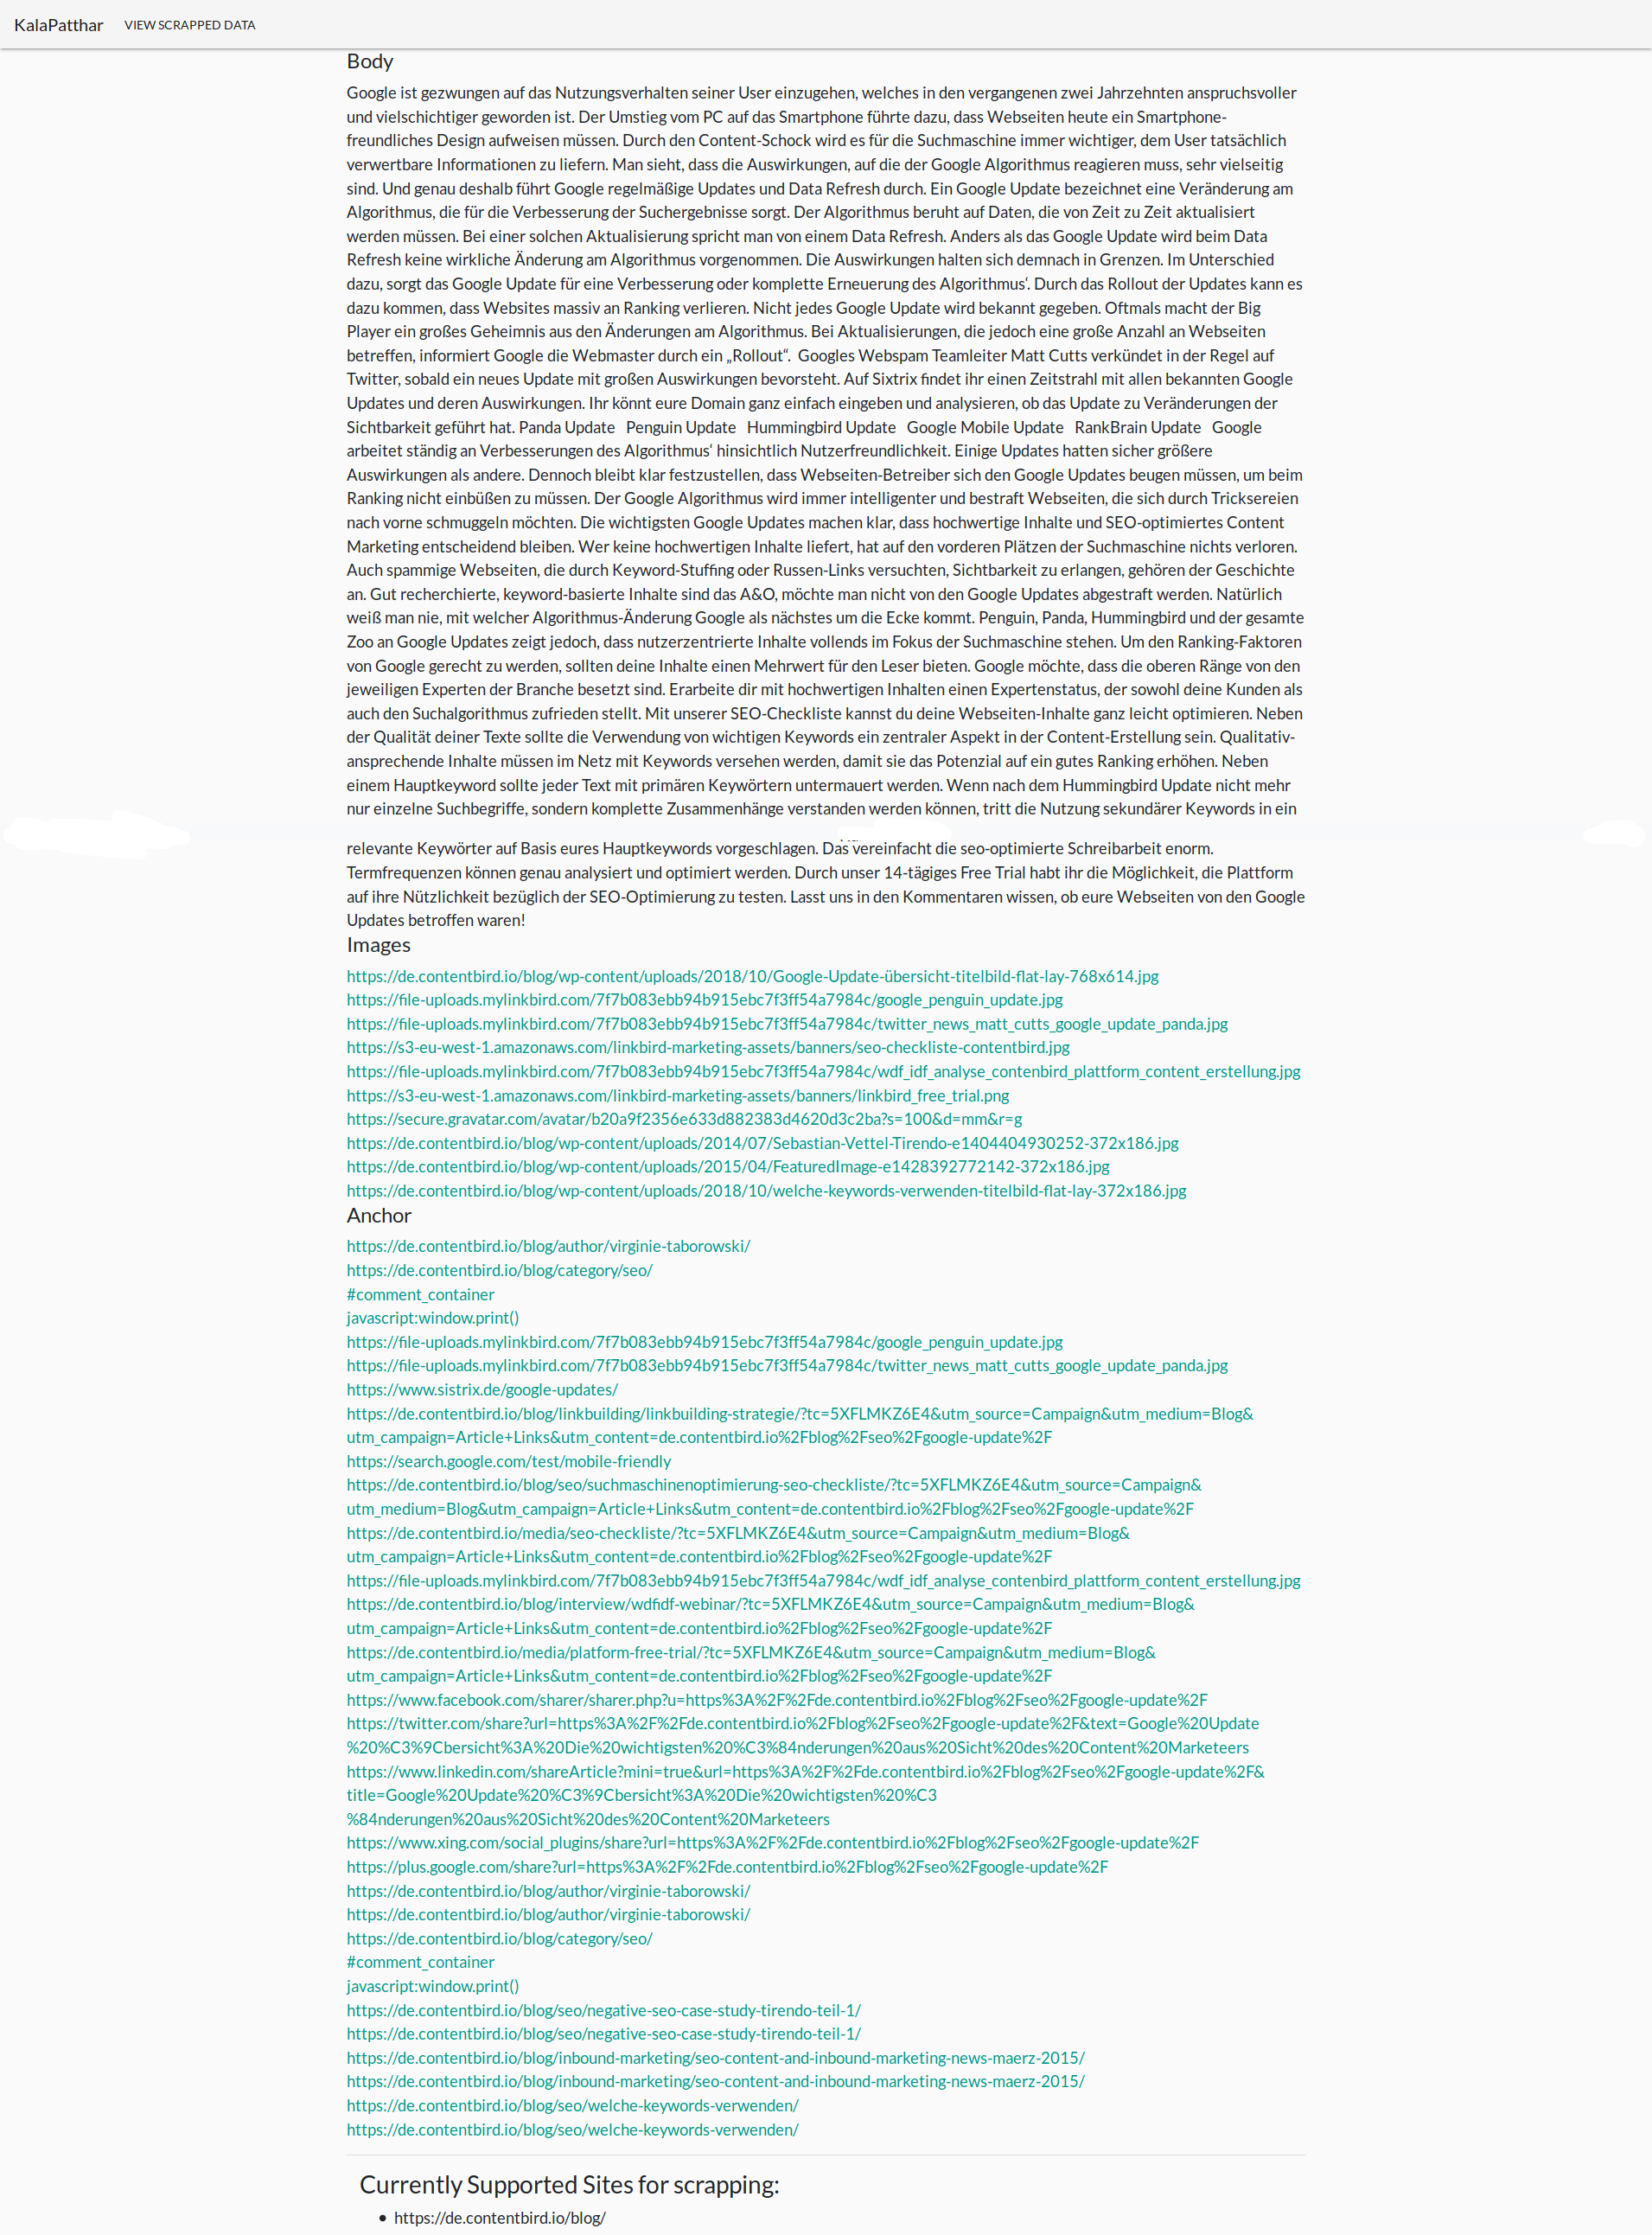 KalaPatthar VIEW SCRAPPED DATA
Body
Google ist gezwungen auf das Nutzungsverhalten seiner User einzugehen, welches in den vergangenen zwei Jahrzehnten anspruchsvoller
und vielschichtiger geworden ist. Der Umstieg vom PC auf das Smartphone führte dazu, dass Webseiten heute ein Smartphone-
freundliches Design aufweisen müssen. Durch den Content-Schock wird es für die Suchmaschine immer wichtiger, dem User tatsächlich
verwertbare Informationen zu liefern. Man sieht, dass die Auswirkungen, auf die der Google Algorithmus reagieren muss, sehr vielseitig
sind. Und genau deshalb führt Google regelmäßige Updates und Data Refresh durch. Ein Google Update bezeichnet eine Veränderung am
Algorithmus, die für die Verbesserung der Suchergebnisse sorgt. Der Algorithmus beruht auf Daten, die von Zeit zu Zeit aktualisiert
werden müssen. Bei einer solchen Aktualisierung spricht man von einem Data Refresh. Anders als das Google Update wird beim Data
Refresh keine wirkliche Änderung am Algorithmus vorgenommen. Die Auswirkungen halten sich demnach in Grenzen. Im Unterschied
dazu, sorgt das Google Update für eine Verbesserung oder komplette Erneuerung des Algorithmus‘. Durch das Rollout der Updates kann es
dazu kommen, dass Websites massiv an Ranking verlieren. Nicht jedes Google Update wird bekannt gegeben. Oftmals macht der Big
Player ein großes Geheimnis aus den Änderungen am Algorithmus. Bei Aktualisierungen, die jedoch eine große Anzahl an Webseiten
betreffen, informiert Google die Webmaster durch ein „Rollout“. Googles Webspam Teamleiter Matt Cutts verkündet in der Regel auf
Twitter, sobald ein neues Update mit großen Auswirkungen bevorsteht. Auf Sixtrix findet ihr einen Zeitstrahl mit allen bekannten Google
Updates und deren Auswirkungen. Ihr könnt eure Domain ganz einfach eingeben und analysieren, ob das Update zu Veränderungen der
Sichtbarkeit geführt hat. Panda Update Penguin Update Hummingbird Update Google Mobile Update RankBrain Update Google
arbeitet ständig an Verbesserungen des Algorithmus‘ hinsichtlich Nutzerfreundlichkeit. Einige Updates hatten sicher größere
Auswirkungen als andere. Dennoch bleibt klar festzustellen, dass Webseiten-Betreiber sich den Google Updates beugen müssen, um beim
Ranking nicht einbüßen zu müssen. Der Google Algorithmus wird immer intelligenter und bestraft Webseiten, die sich durch Tricksereien
nach vorne schmuggeln möchten. Die wichtigsten Google Updates machen klar, dass hochwertige Inhalte und SEO-optimiertes Content
Marketing entscheidend bleiben. Wer keine hochwertigen Inhalte liefert, hat auf den vorderen Plätzen der Suchmaschine nichts verloren.
Auch spammige Webseiten, die durch Keyword-Stuffing oder Russen-Links versuchten, Sichtbarkeit zu erlangen, gehören der Geschichte
an. Gut recherchierte, keyword-basierte Inhalte sind das A&O, möchte man nicht von den Google Updates abgestraft werden. Natürlich
weiß man nie, mit welcher Algorithmus-Änderung Google als nächstes um die Ecke kommt. Penguin, Panda, Hummingbird und der gesamte
Zoo an Google Updates zeigt jedoch, dass nutzerzentrierte Inhalte vollends im Fokus der Suchmaschine stehen. Um den Ranking-Faktoren
von Google gerecht zu werden, sollten deine Inhalte einen Mehrwert für den Leser bieten. Google möchte, dass die oberen Ränge von den
jeweiligen Experten der Branche besetzt sind. Erarbeite dir mit hochwertigen Inhalten einen Expertenstatus, der sowohl deine Kunden als
auch den Suchalgorithmus zufrieden stellt. Mit unserer SEO-Checkliste kannst du deine Webseiten-Inhalte ganz leicht optimieren. Neben
der Qualität deiner Texte sollte die Verwendung von wichtigen Keywords ein zentraler Aspekt in der Content-Erstellung sein. Qualitativ-
ansprechende Inhalte müssen im Netz mit Keywords versehen werden, damit sie das Potenzial auf ein gutes Ranking erhöhen. Neben
einem Hauptkeyword sollte jeder Text mit primären Keywörtern untermauert werden. Wenn nach dem Hummingbird Update nicht mehr
nur einzelne Suchbegriffe, sondern komplette Zusammenhänge verstanden werden können, tritt die Nutzung sekundärer Keywords in ein
relevante Keywörter auf Basis eures Hauptkeywords vorgeschlagen. Das vereinfacht die seo-optimierte Schreibarbeit enorm.
Termfrequenzen können genau analysiert und optimiert werden. Durch unser 14-tägiges Free Trial habt ihr die Möglichkeit, die Plattform
auf ihre Nützlichkeit bezüglich der SEO-Optimierung zu testen. Lasst uns in den Kommentaren wissen, ob eure Webseiten von den Google
Updates betroffen waren!
Images
https://de.contentbird.io/blog/wp-content/uploads/2018/10/Google-Update-übersicht-titelbild-flat-lay-768x614.jpg
https://file-uploads.mylinkbird.com/7f7b083ebb94b915ebc7f3ff54a7984c/google_penguin_update.jpg
https://file-uploads.mylinkbird.com/7f7b083ebb94b915ebc7f3ff54a7984c/twitter_news_matt_cutts_google_update_panda.jpg
https://s3-eu-west-1.amazonaws.com/linkbird-marketing-assets/banners/seo-checkliste-contentbird.jpg
https://file-uploads.mylinkbird.com/7f7b083ebb94b915ebc7f3ff54a7984c/wdf_idf_analyse_contenbird_plattform_content_erstellung.jpg
https://s3-eu-west-1.amazonaws.com/linkbird-marketing-assets/banners/linkbird_free_trial.png
https://secure.gravatar.com/avatar/b20a9f2356e633d882383d4620d3c2ba?s=100&d=mm&r=g
https://de.contentbird.io/blog/wp-content/uploads/2014/07/Sebastian-Vettel-Tirendo-e1404404930252-372x186.jpg
https://de.contentbird.io/blog/wp-content/uploads/2015/04/FeaturedImage-e1428392772142-372x186.jpg
https://de.contentbird.io/blog/wp-content/uploads/2018/10/welche-keywords-verwenden-titelbild-flat-lay-372x186.jpg
Anchor
https://de.contentbird.io/blog/author/virginie-taborowski/
https://de.contentbird.io/blog/category/seo/
#comment_container
javascript:window.print()
https://file-uploads.mylinkbird.com/7f7b083ebb94b915ebc7f3ff54a7984c/google_penguin_update.jpg
https://file-uploads.mylinkbird.com/7f7b083ebb94b915ebc7f3ff54a7984c/twitter_news_matt_cutts_google_update_panda.jpg
https://www.sistrix.de/google-updates/
https://de.contentbird.io/blog/linkbuilding/linkbuilding-strategie/?tc=5XFLMKZ6E4&utm_source=Campaign&utm_medium=Blog&
utm_campaign=Article+Links&utm_content=de.contentbird.io%2Fblog%2Fseo%2Fgoogle-update%2F
https://search.google.com/test/mobile-friendly
https://de.contentbird.io/blog/seo/suchmaschinenoptimierung-seo-checkliste/?tc=5XFLMKZ6E4&utm_source=Campaign&
utm_medium=Blog&utm_campaign=Article+Links&utm_content=de.contentbird.io%2Fblog%2Fseo%2Fgoogle-update%2F
https://de.contentbird.io/media/seo-checkliste/?tc=5XFLMKZ6E4&utm_source=Campaign&utm_medium=Blog&
utm_campaign=Article+Links&utm_content=de.contentbird.io%2Fblog%2Fseo%2Fgoogle-update%2F
https://file-uploads.mylinkbird.com/7f7b083ebb94b915ebc7f3ff54a7984c/wdf_idf_analyse_contenbird_plattform_content_erstellung.jpg
https://de.contentbird.io/blog/interview/wdfidf-webinar/?tc=5XFLMKZ6E4&utm_source=Campaign&utm_medium=Blog&
utm_campaign=Article+Links&utm_content=de.contentbird.io%2Fblog%2Fseo%2Fgoogle-update%2F
https://de.contentbird.io/media/platform-free-trial/?tc=5XFLMKZ6E4&utm_source=Campaign&utm_medium=Blog&
utm_campaign=Article+Links&utm_content=de.contentbird.io%2Fblog%2Fseo%2Fgoogle-update%2F
https://www.facebook.com/sharer/sharer.php?u=https%3A%2F%2Fde.contentbird.io%2Fblog%2Fseo%2Fgoogle-update%2F
https://twitter.com/share?url=https%3A%2F%2Fde.contentbird.io%2Fblog%2Fseo%2Fgoogle-update%2F&text=Google%20Update
%20%C3%9Cbersicht%3A%20Die%20wichtigsten%20%C3%84nderungen%20aus%20Sicht%20des%20Content%20Marketeers
https://www.linkedin.com/shareArticle?mini=true&url=https%3A%2F%2Fde.contentbird.io%2Fblog%2Fseo%2Fgoogle-update%2F&
title=Google%20Update%20%C3%9Cbersicht%3A%20Die%20wichtigsten%20%C3
%84nderungen%20aus%20Sicht%20des%20Content%20Marketeers
https://www.xing.com/social_plugins/share?url=https%3A%2F%2Fde.contentbird.io%2Fblog%2Fseo%2Fgoogle-update%2F
https://plus.google.com/share?url=https%3A%2F%2Fde.contentbird.io%2Fblog%2Fseo%2Fgoogle-update%2F
https://de.contentbird.io/blog/author/virginie-taborowski/
https://de.contentbird.io/blog/author/virginie-taborowski/
https://de.contentbird.io/blog/category/seo/
#comment_container
javascript:window.print()
https://de.contentbird.io/blog/seo/negative-seo-case-study-tirendo-teil-1/
https://de.contentbird.io/blog/seo/negative-seo-case-study-tirendo-teil-1/
https://de.contentbird.io/blog/inbound-marketing/seo-content-and-inbound-marketing-news-maerz-2015/
https://de.contentbird.io/blog/inbound-marketing/seo-content-and-inbound-marketing-news-maerz-2015/
https://de.contentbird.io/blog/seo/welche-keywords-verwenden/
https://de.contentbird.io/blog/seo/welche-keywords-verwenden/
Currently Supported Sites for scrapping:
• https://de.contentbird.io/blog/